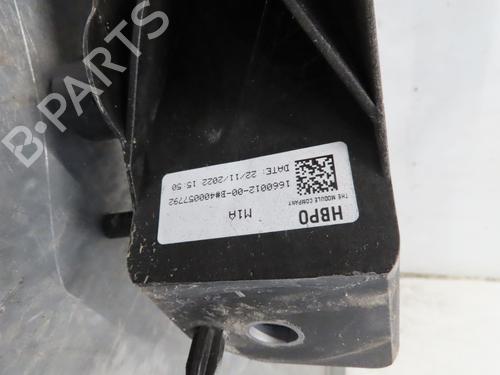 B-PARTS
HBPO
THE MODULE COMPANY
M1A
1660012-00-B#400057792
DATE: 22/11/2022 15:50